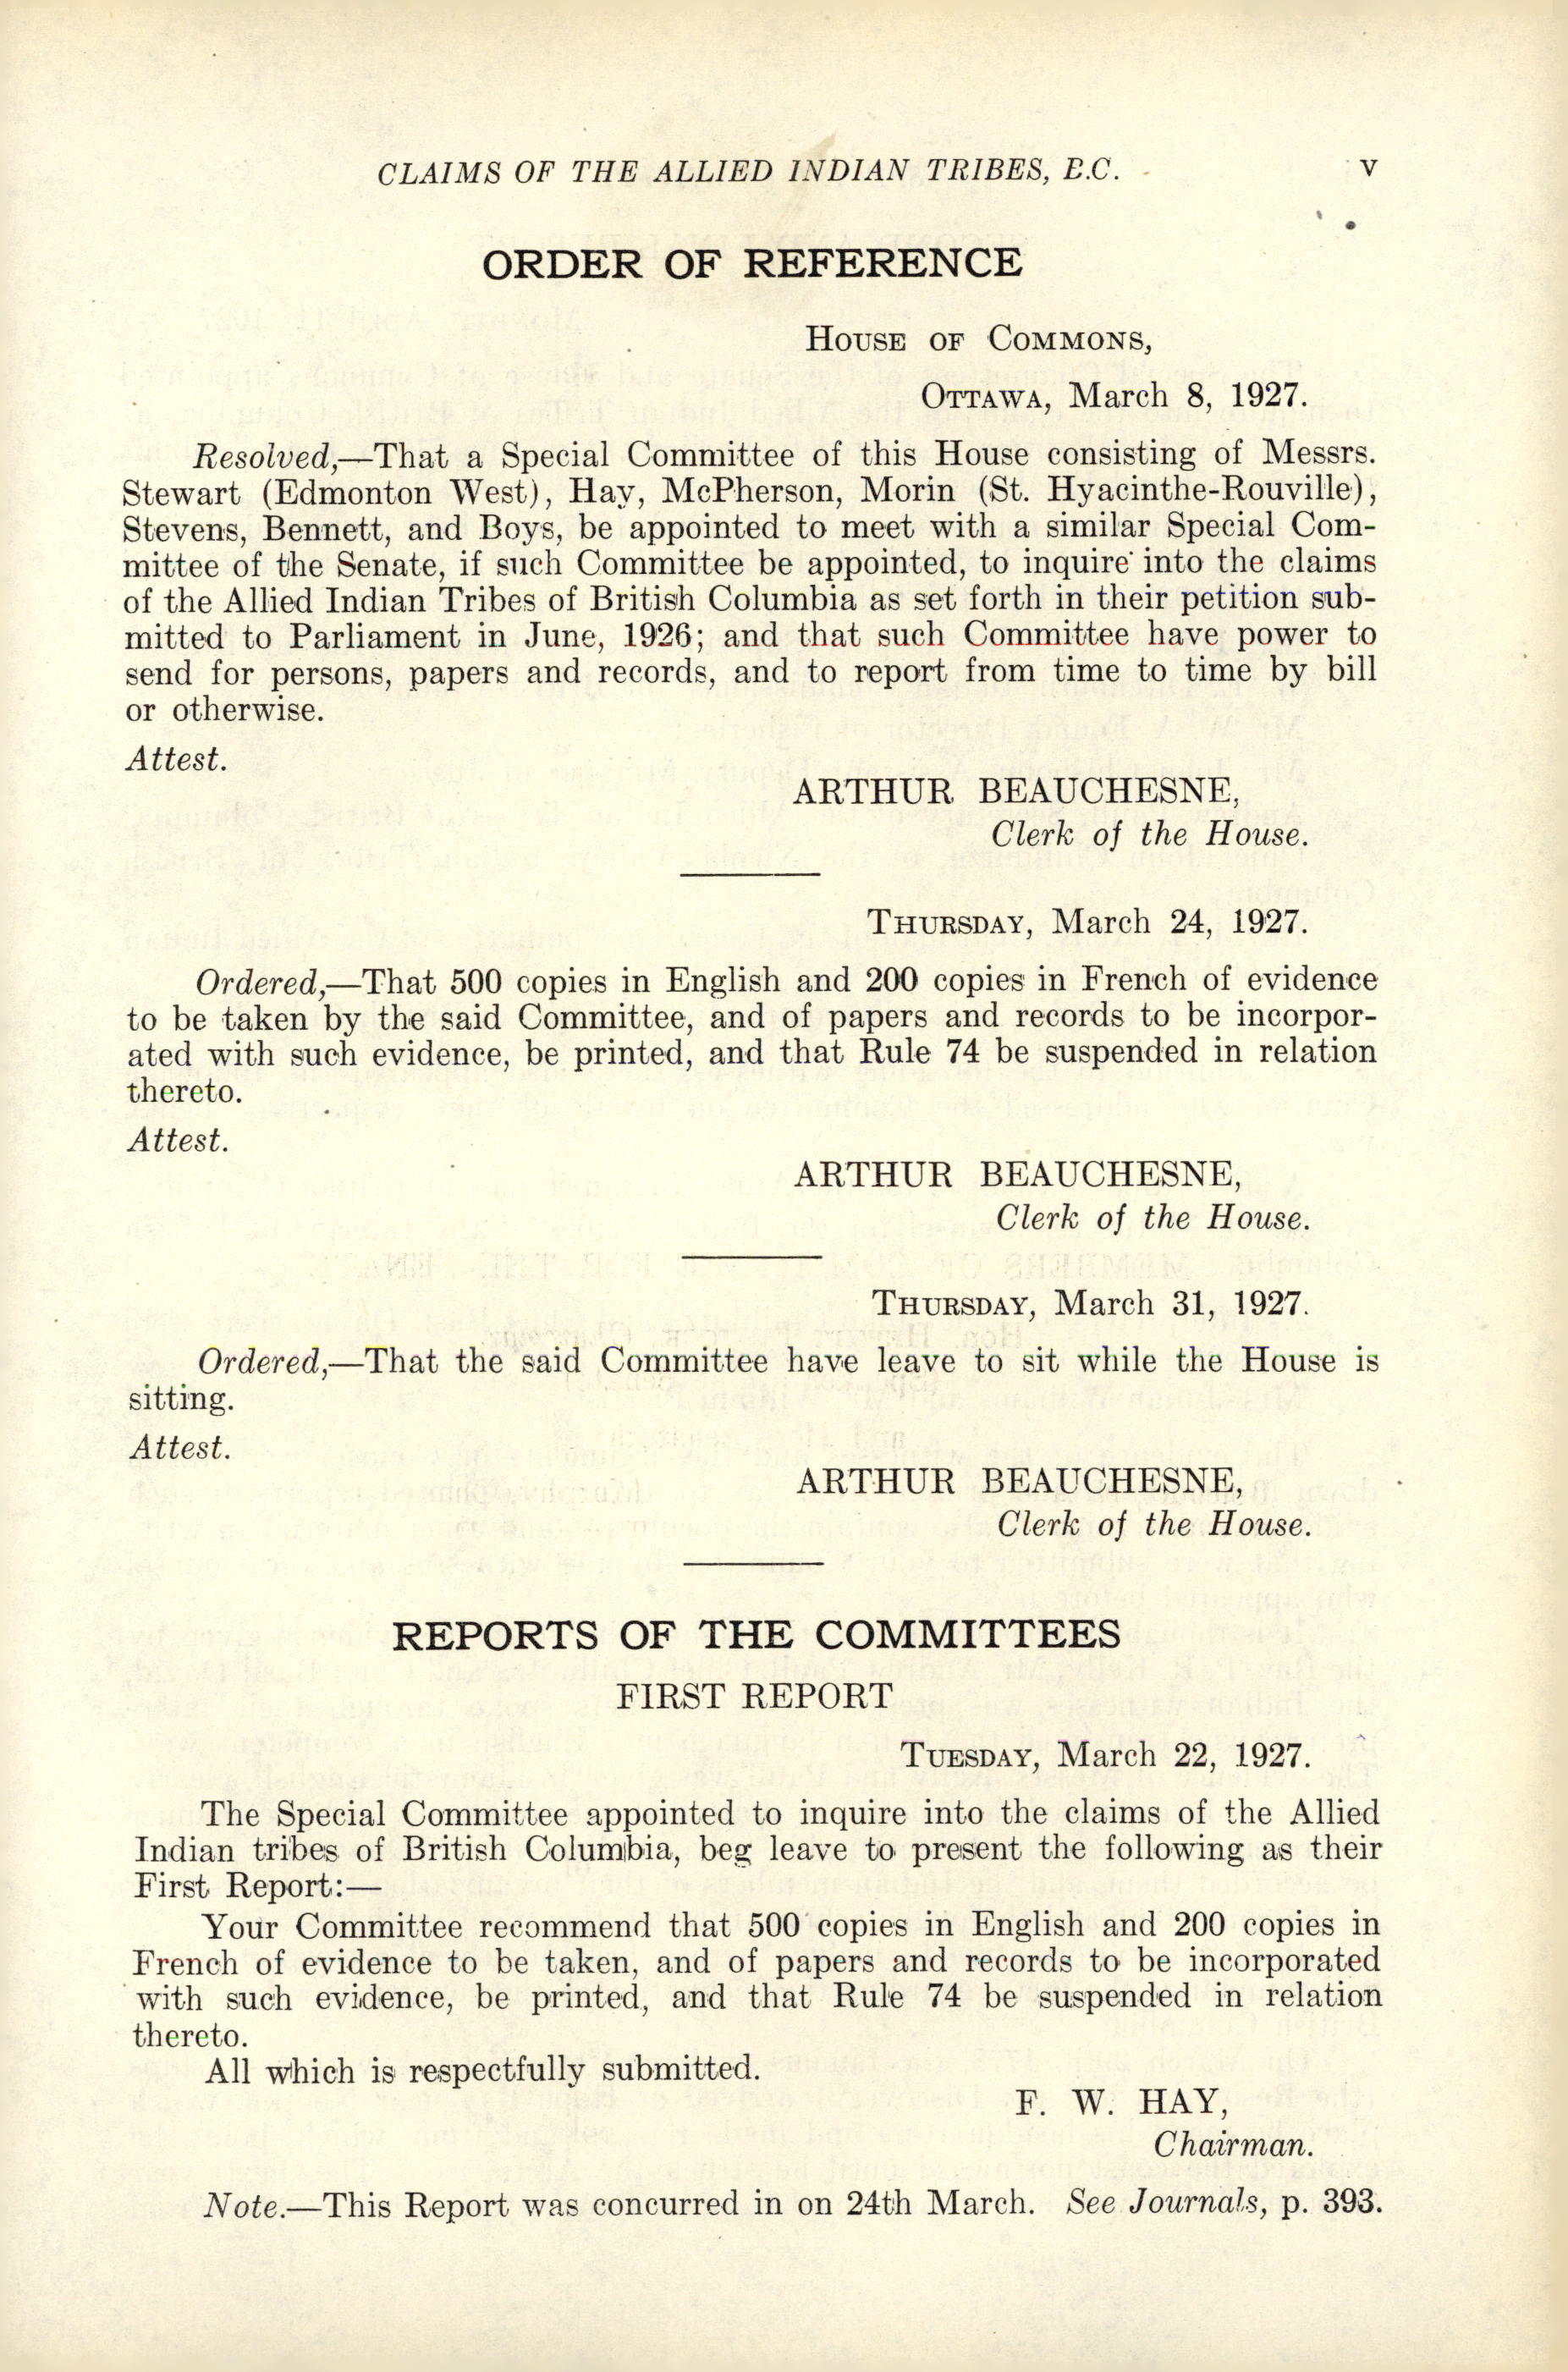 CLAIMS OF THE ALLIED INDIAN TRIBES, B.C. V
ORDER OF REFERENCE
HOUSE OF COMMONS,
OTTAWA, March 8, 1927.
Resolved,—That a Special Committee of this House consisting of Messrs.
Stewart (Edmonton West), Hay, McPherson, Morin (St. Hyacinthe-Rouville),
Stevens, Bennett, and Boys, be appointed to meet with a similar Special Com-
mittee of the Senate, if such Committee be appointed, to inquire into the claims
of the Allied Indian Tribes of British Columbia as set forth in their petition sub-
mitted to Parliament in June, 1926; and that such Committee have power to
send for persons, papers and records, and to report from time to time by bill
or otherwise.
Attest.
ARTHUR BEAUCHESNE,
Clerk of the House.
THURSDAY, March 24, 1927.
Ordered,—That 500 copies in English and 200 copies in French of evidence
to be taken by the said Committee, and of papers and records to be incorpor-
ated with such evidence, be printed, and that Rule 74 be suspended in relation
thereto.
Attest.
ARTHUR BEAUCHESNE,
Clerk of the House.
THURSDAY, March 31, 1927.
Ordered,—That the said Committee have leave to sit while the House is
sitting.
Attest.
ARTHUR BEAUCHESNE,
Clerk of the House.
REPORTS OF THE COMMITTEES
FIRST REPORT
TUESDAY, March 22, 1927.
The Special Committee appointed to inquire into the claims of the Allied
Indian tribes of British Columbia, beg leave to present the following as their
First Report:—
Your Committee recommend that 500 copies in English and 200 copies in
French of evidence to be taken, and of papers and records to be incorporated
with such evidence, be printed, and that Rule 74 be suspended in relation
thereto.
All which is respectfully submitted.
F. W. HAY,
Chairman.
Note.—This Report was concurred in on 24th March. See Journals, p. 393.